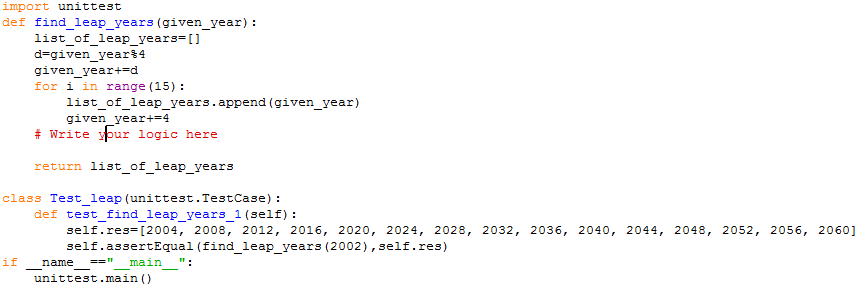 import unittest
def find_leap_years(given_year):
    list_of_leap_years=[]
    d=given_year%4
    given_year+=d
    for i in range(15):
        list_of_leap_years.append(given_year)
        given_year+=4
    # Write your logic here
    return list_of_leap_years
class Test_leap(unittest.TestCase):
    def test_find_leap_years_1(self):
        self.res=[2004, 2008, 2012, 2016, 2020, 2024, 2028, 2032, 2036, 2040, 2044, 2048, 2052, 2056, 2060]
        self.assertEqual(find_leap_years(2002),self.res)
if __name__=="__main__":
    unittest.main()